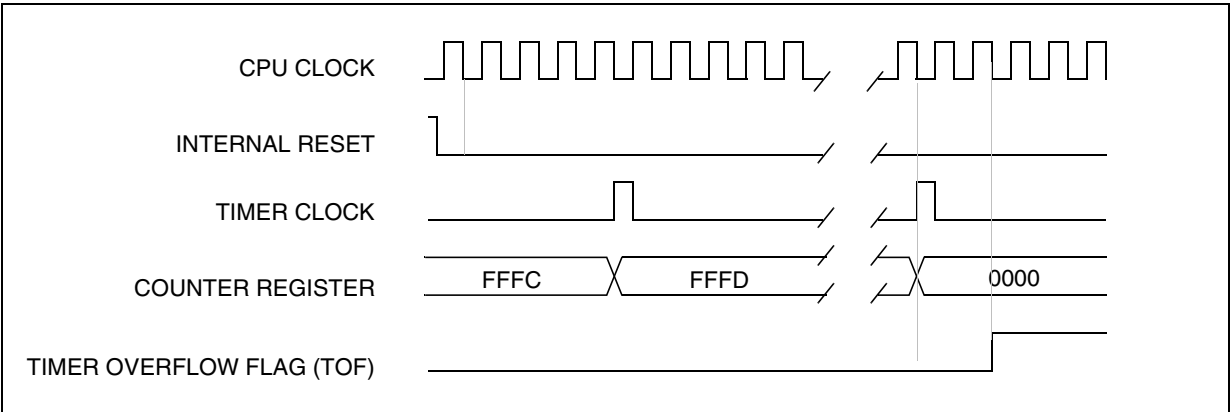 CPU CLOCK
INTERNAL RESET
TIMER CLOCK
COUNTER REGISTER FFFC FFFD 0000
TIMER OVERFLOW FLAG (TOF)